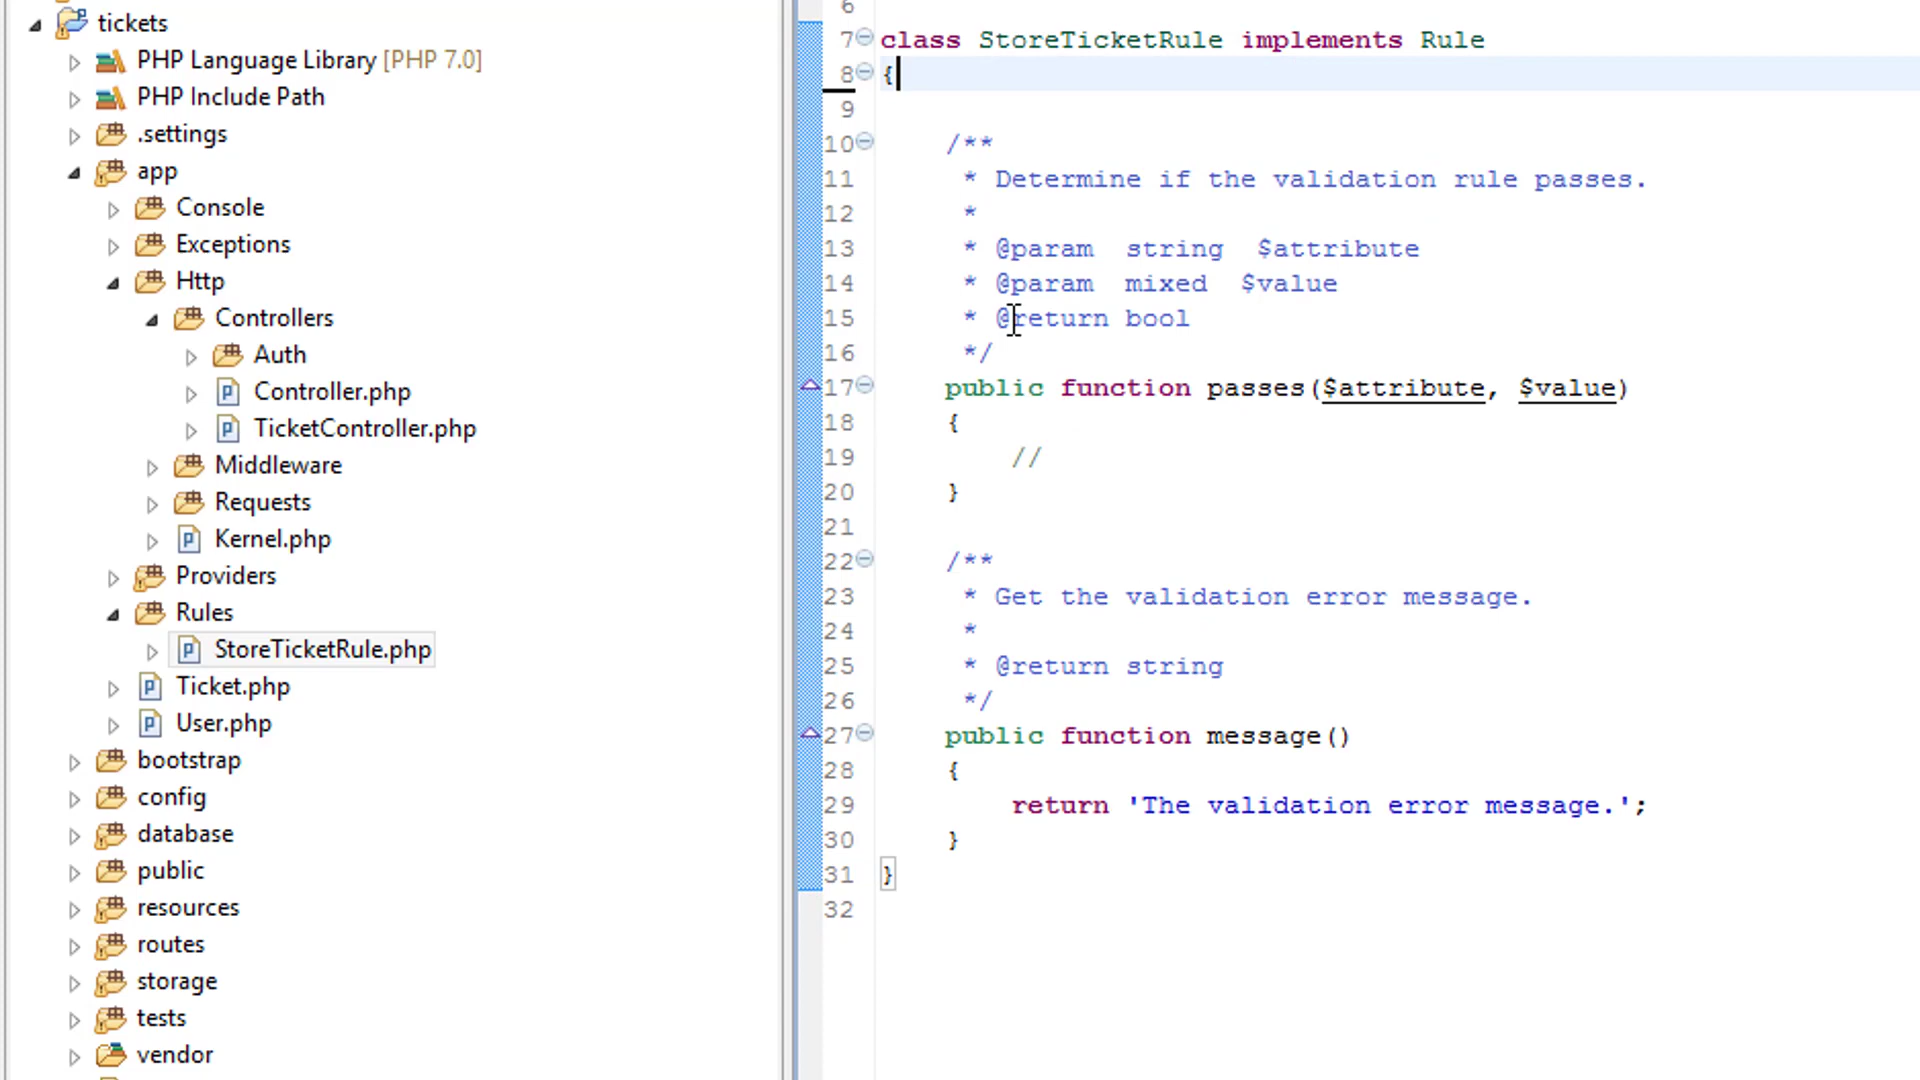 tickets
PHP Language Library [PHP 7.0]
PHP Include Path
.settings
app
Console
Exceptions
Http
Controllers
Auth
Controller.php
TicketController.php
Middleware
Requests
Kernel.php
Providers
Rules
StoreTicketRule.php
Ticket.php
User.php
bootstrap
config
database
public
resources
routes
storage
tests
vendor
6
7 class StoreTicketRule implements Rule
8 {
9
10 /**
11 * Determine if the validation rule passes.
12 *
13 * @param  string  $attribute
14 * @param  mixed  $value
15 * @return bool
16 */
17 public function passes($attribute, $value)
18 {
19 //
20 }
21
22 /**
23 * Get the validation error message.
24 *
25 * @return string
26 */
27 public function message()
28 {
29 return 'The validation error message.';
30 }
31 }
32